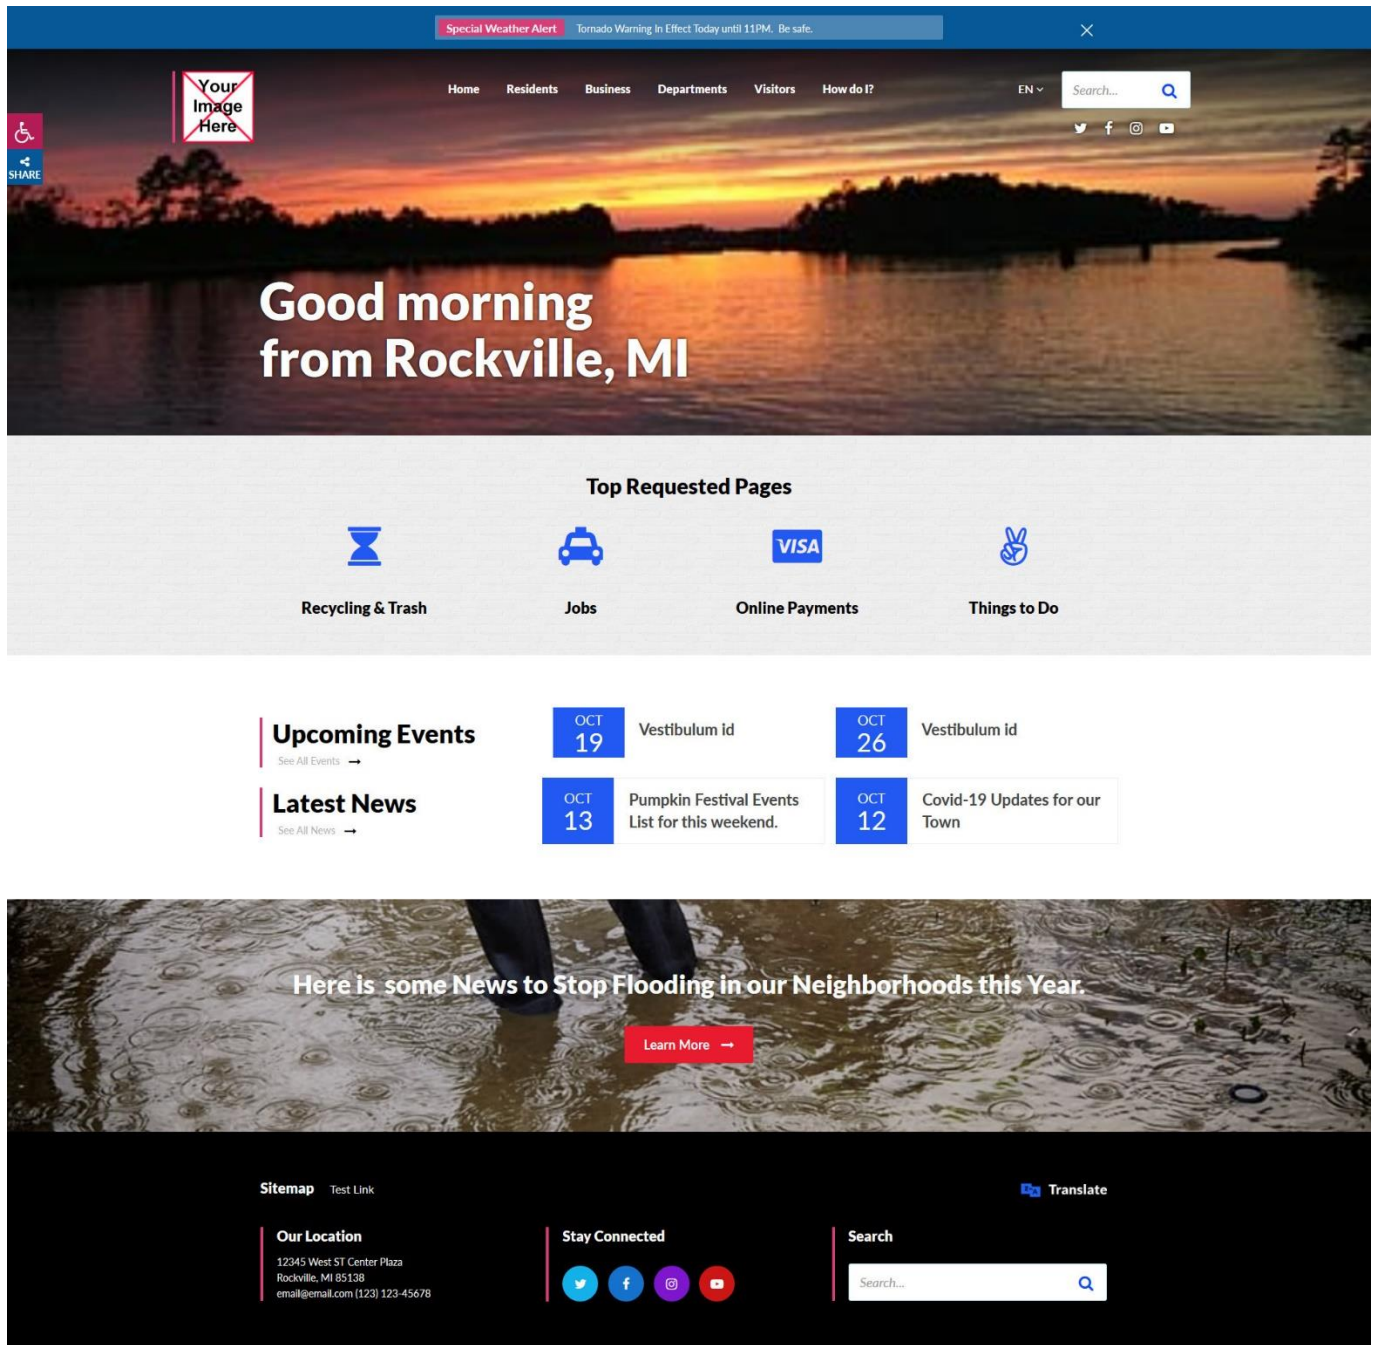 Special Weather Alert Tornado Warning In Effect Today until 11PM. Be safe.
Your
Image
Here
Home Residents Business Departments Visitors How do I?
EN
Search...
SHARE
Good morning
from Rockville, MI
Top Requested Pages
VISA
Recycling & Trash
Jobs
Online Payments
Things to Do
Upcoming Events
See All Events
OCT
19
Vestibulum id
OCT
26
Vestibulum id
Latest News
See All News
OCT
13
Pumpkin Festival Events
List for this weekend.
OCT
12
Covid-19 Updates for our
Town
Here is some News to Stop Flooding in our Neighborhoods this Year.
Learn More
Sitemap Test Link
Translate
Our Location
12345 West ST Center Plaza
Rockville, MI 85138
email@email.com (123) 123-45678
Stay Connected
Search
Search...